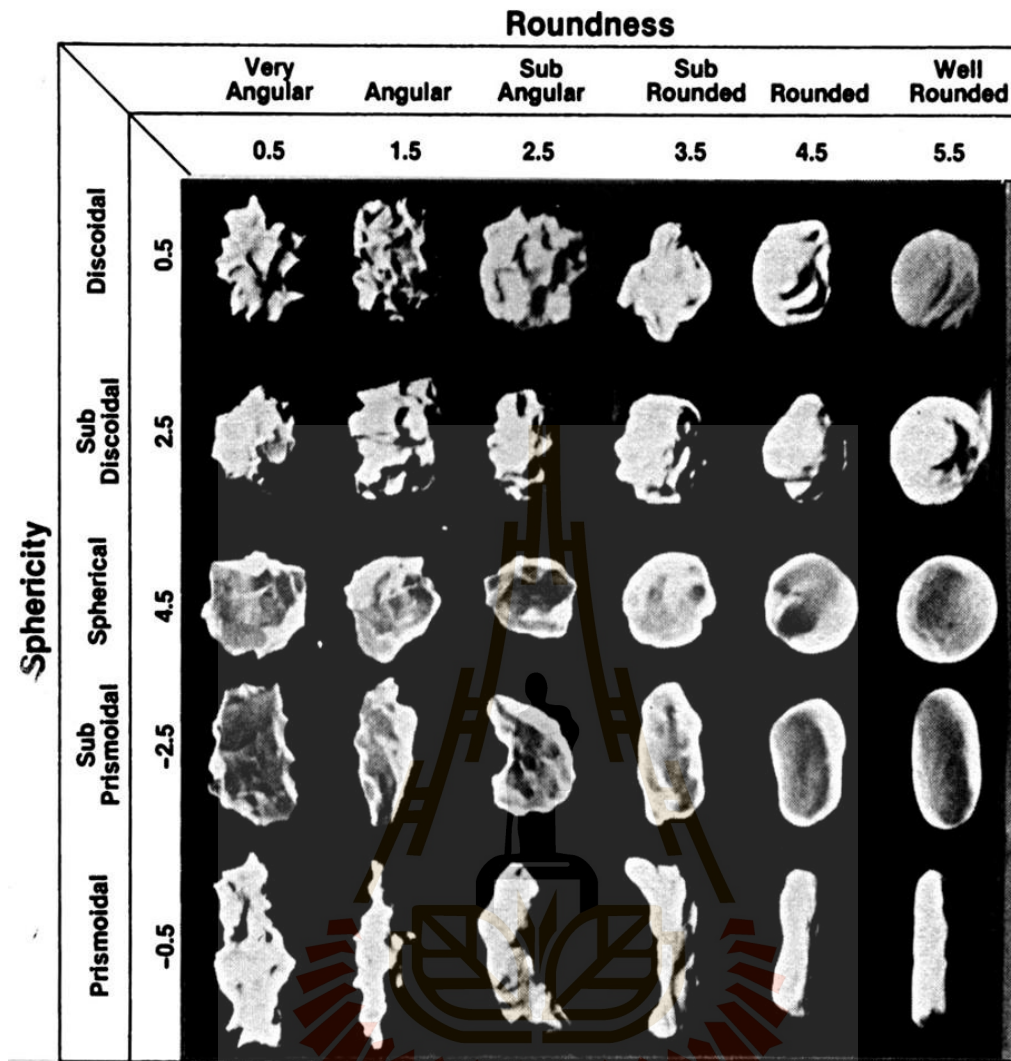 Roundness
Very
Angular
Angular
Sub
Angular
Sub
Rounded
Rounded
Well
Rounded
0.5
1.5
2.5
3.5
4.5
5.5
Sphericity
Discoidal
0.5
Sub
Discoidal
2.5
Spherical
4.5
Sub
Prismoidal
-2.5
Prismoidal
-0.5